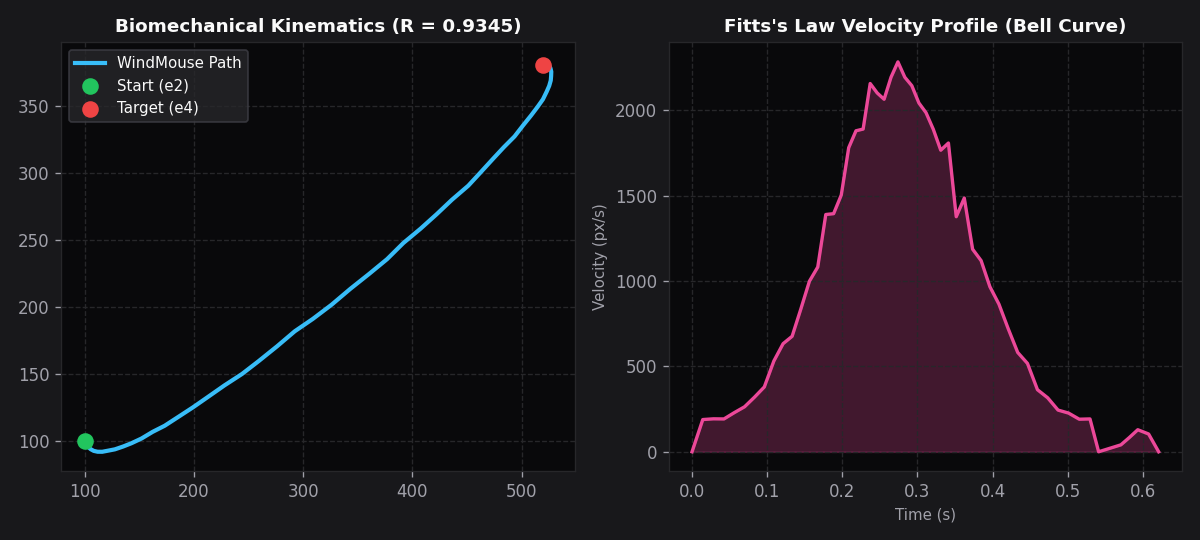 Biomechanical Kinematics (R = 0.9345)
WindMouse Path
Start (e2)
Target (e4)
350
300
250
200
150
100
100 200 300 400 500
Fitts's Law Velocity Profile (Bell Curve)
Velocity (px/s)
2000
1500
1000
500
0
0.0 0.1 0.2 0.3 0.4 0.5 0.6
Time (s)